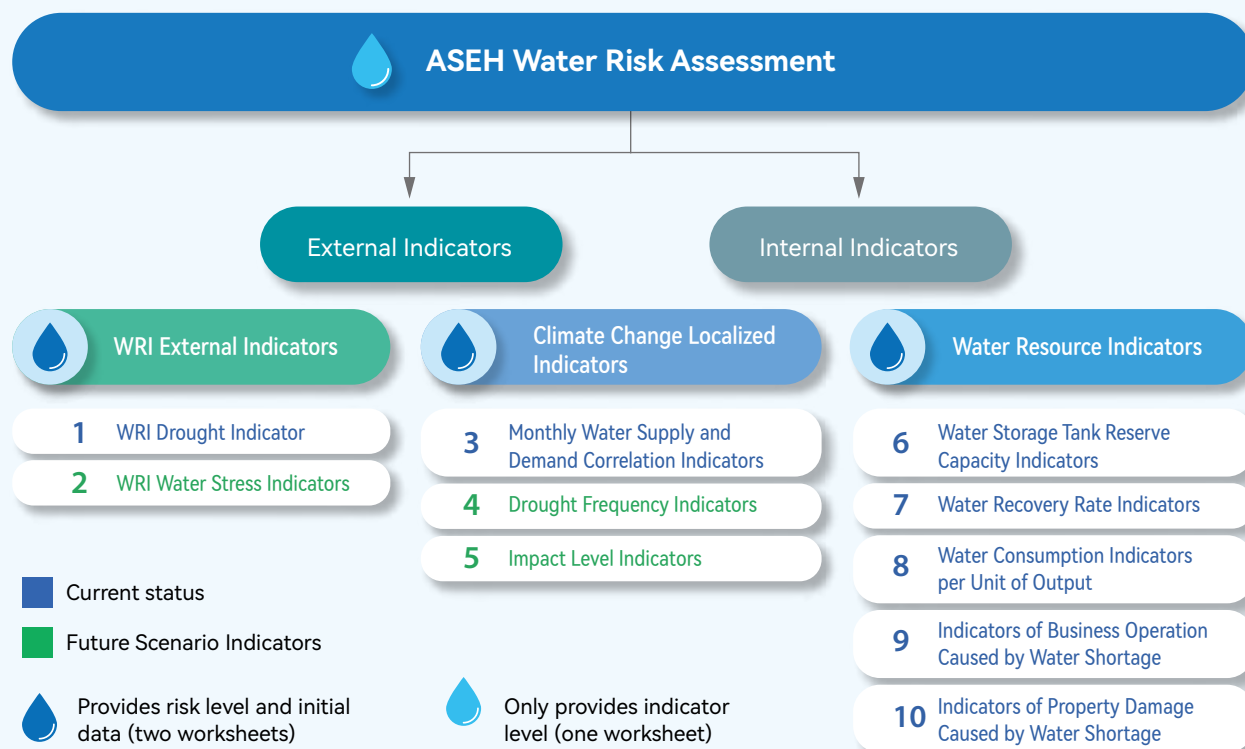 ASEH Water Risk Assessment
External Indicators
Internal Indicators
WRI External Indicators
1 WRI Drought Indicator
2 WRI Water Stress Indicators
Climate Change Localized
Indicators
3 Monthly Water Supply and
Demand Correlation Indicators
4 Drought Frequency Indicators
5 Impact Level Indicators
Water Resource Indicators
6 Water Storage Tank Reserve
Capacity Indicators
7 Water Recovery Rate Indicators
8 Water Consumption Indicators
per Unit of Output
9 Indicators of Business Operation
Caused by Water Shortage
10 Indicators of Property Damage
Caused by Water Shortage
Current status
Future Scenario Indicators
Provides risk level and initial
data (two worksheets)
Only provides indicator
level (one worksheet)